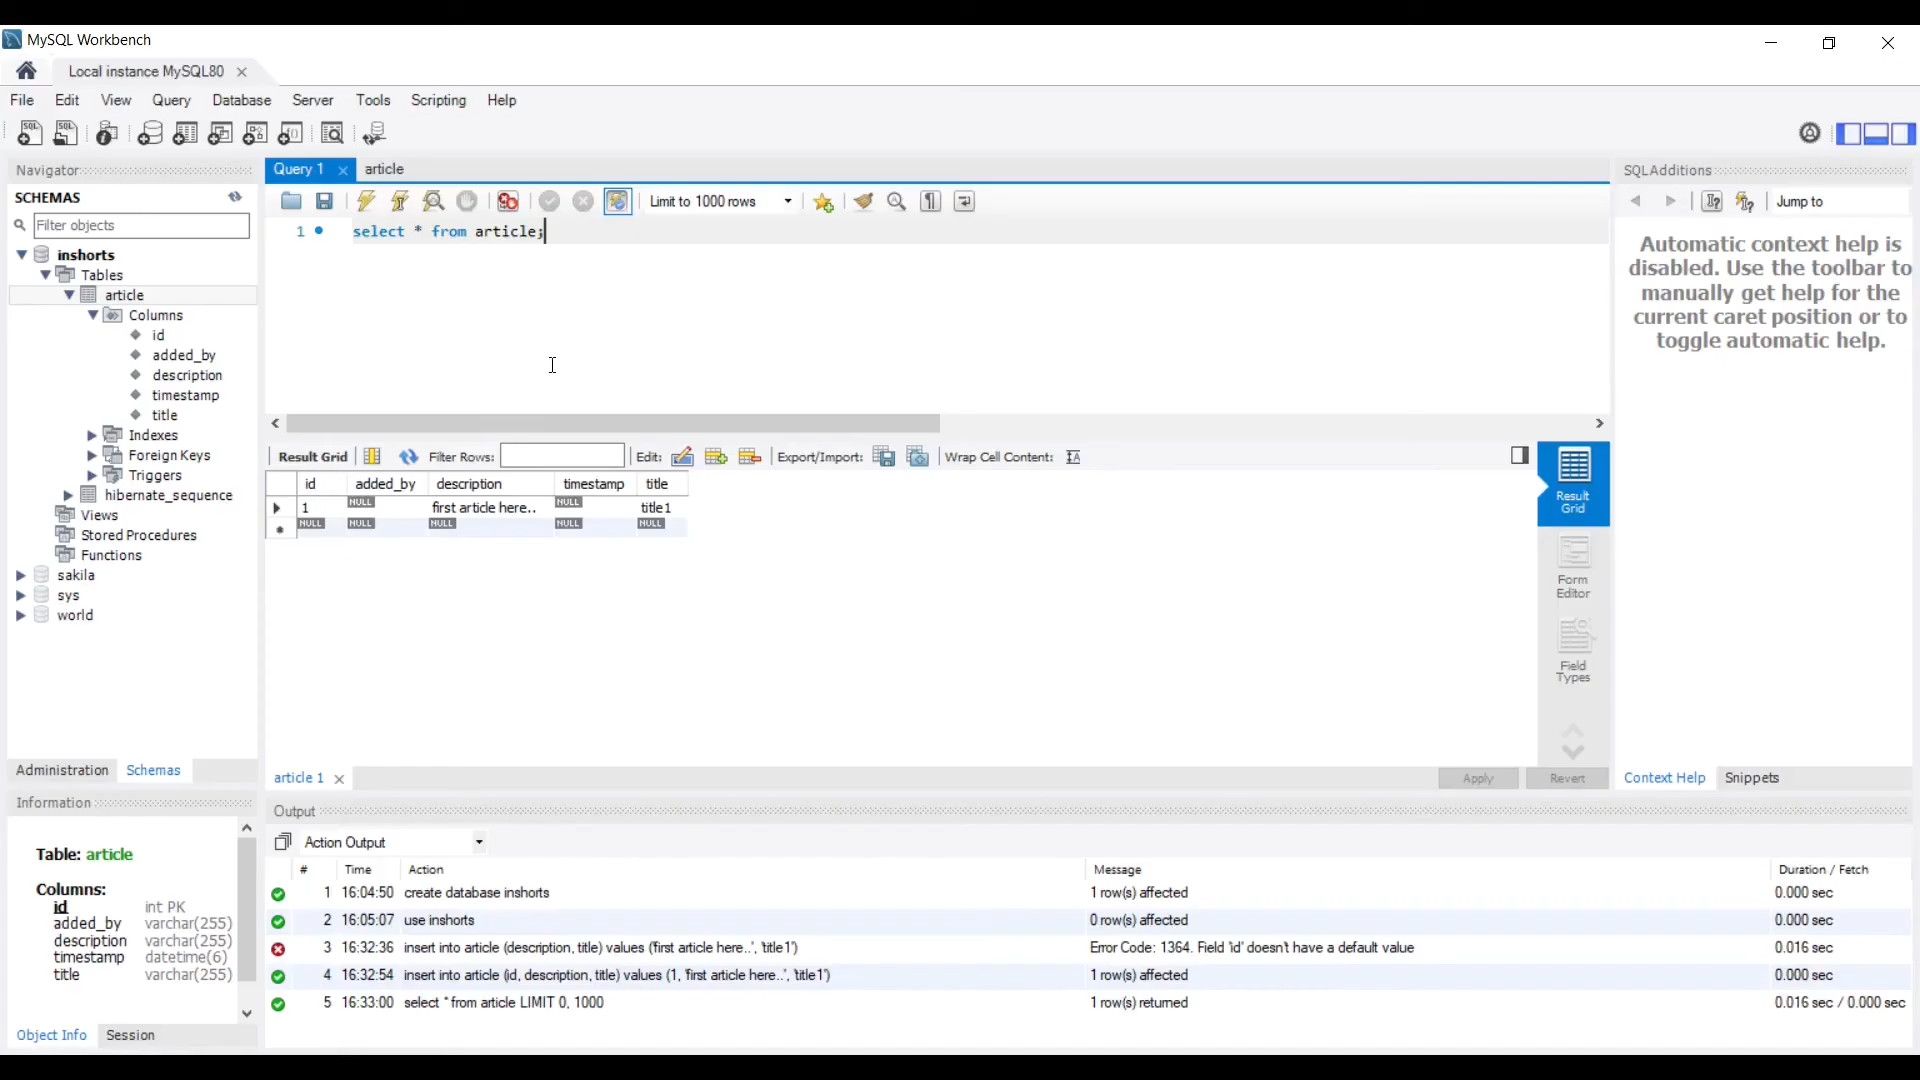 MySQL Workbench
Local instance MySQL80
File Edit View Query Database Server Tools Scripting Help
Navigator
SCHEMAS
Filter objects
inshorts
Tables
article
Columns
id
added_by
description
timestamp
title
Indexes
Foreign Keys
Triggers
hibernate_sequence
Views
Stored Procedures
Functions
sakila
sys
world
Administration Schemas
Information
Table: article
Columns:
id int PK
added_by varchar(255)
description varchar(255)
timestamp datetime(6)
title varchar(255)
Object Info Session
Query 1 article
Limit to 1000 rows
1 select * from article;
Result Grid Filter Rows: Edit: Export/Import: Wrap Cell Content:
id added_by description timestamp title
1 NULL first article here.. NULL title1
NULL NULL NULL NULL NULL
Result Grid
Form Editor
Field Types
article 1 Apply Revert
SQLAdditions
Jump to
Automatic context help is
disabled. Use the toolbar to
manually get help for the
current caret position or to
toggle automatic help.
Context Help Snippets
Output
Action Output
# Time Action Message Duration / Fetch
1 16:04:50 create database inshorts 1 row(s) affected 0.000 sec
2 16:05:07 use inshorts 0 row(s) affected 0.000 sec
3 16:32:36 insert into article (description, title) values ('first article here..', 'title1') Error Code: 1364. Field 'id' doesn't have a default value 0.016 sec
4 16:32:54 insert into article (id, description, title) values (1, 'first article here..', 'title1') 1 row(s) affected 0.000 sec
5 16:33:00 select * from article LIMIT 0, 1000 1 row(s) returned 0.016 sec / 0.000 sec